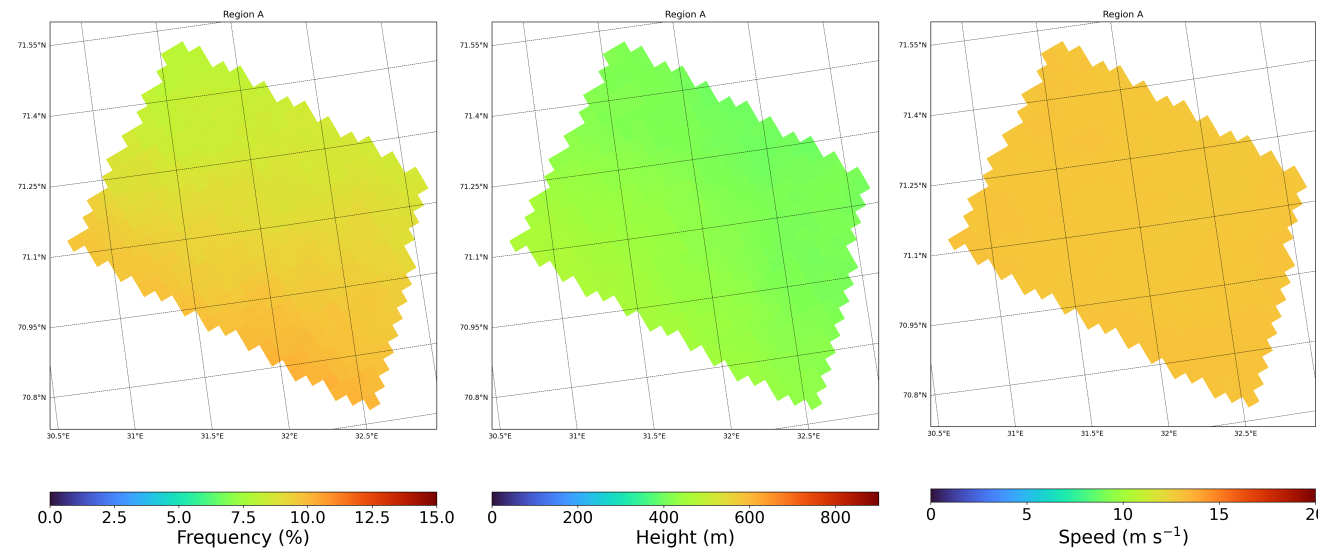 Region A
Region A
Region A
71.55°N
71.4°N
71.25°N
71.1°N
70.95°N
70.8°N
30.5°E 31°E 31.5°E 32°E 32.5°E
71.55°N
71.4°N
71.25°N
71.1°N
70.95°N
70.8°N
30.5°E 31°E 31.5°E 32°E 32.5°E
71.55°N
71.4°N
71.25°N
71.1°N
70.95°N
70.8°N
30.5°E 31°E 31.5°E 32°E 32.5°E
0.0 2.5 5.0 7.5 10.0 12.5 15.0
Frequency (%)
0 200 400 600 800
Height (m)
0 5 10 15 20
Speed (m s⁻¹)